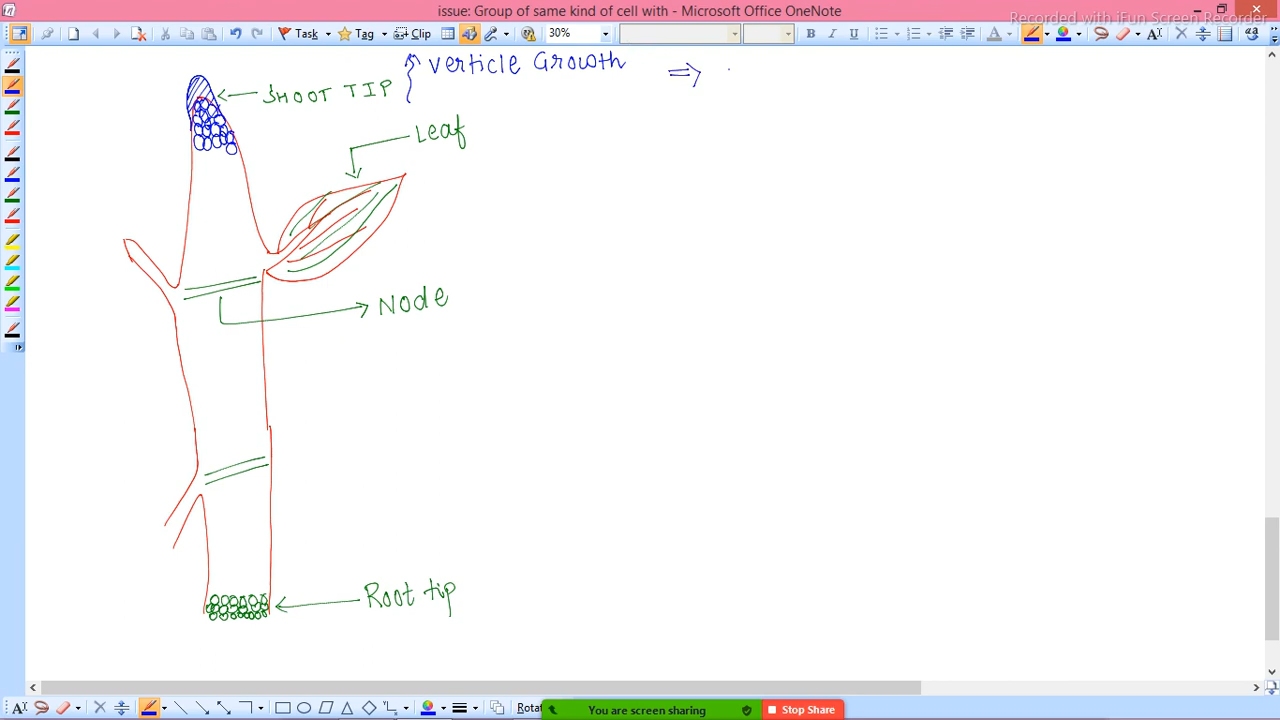 issue: Group of same kind of cell with - Microsoft Office OneNote
Recorded with iFun Screen Recorder
Task
Tag
Clip
30%
B I U
Verticle Growth ⇒
SHOOT TIP
Leaf
Node
Root tip
Rotat
You are screen sharing
Stop Share